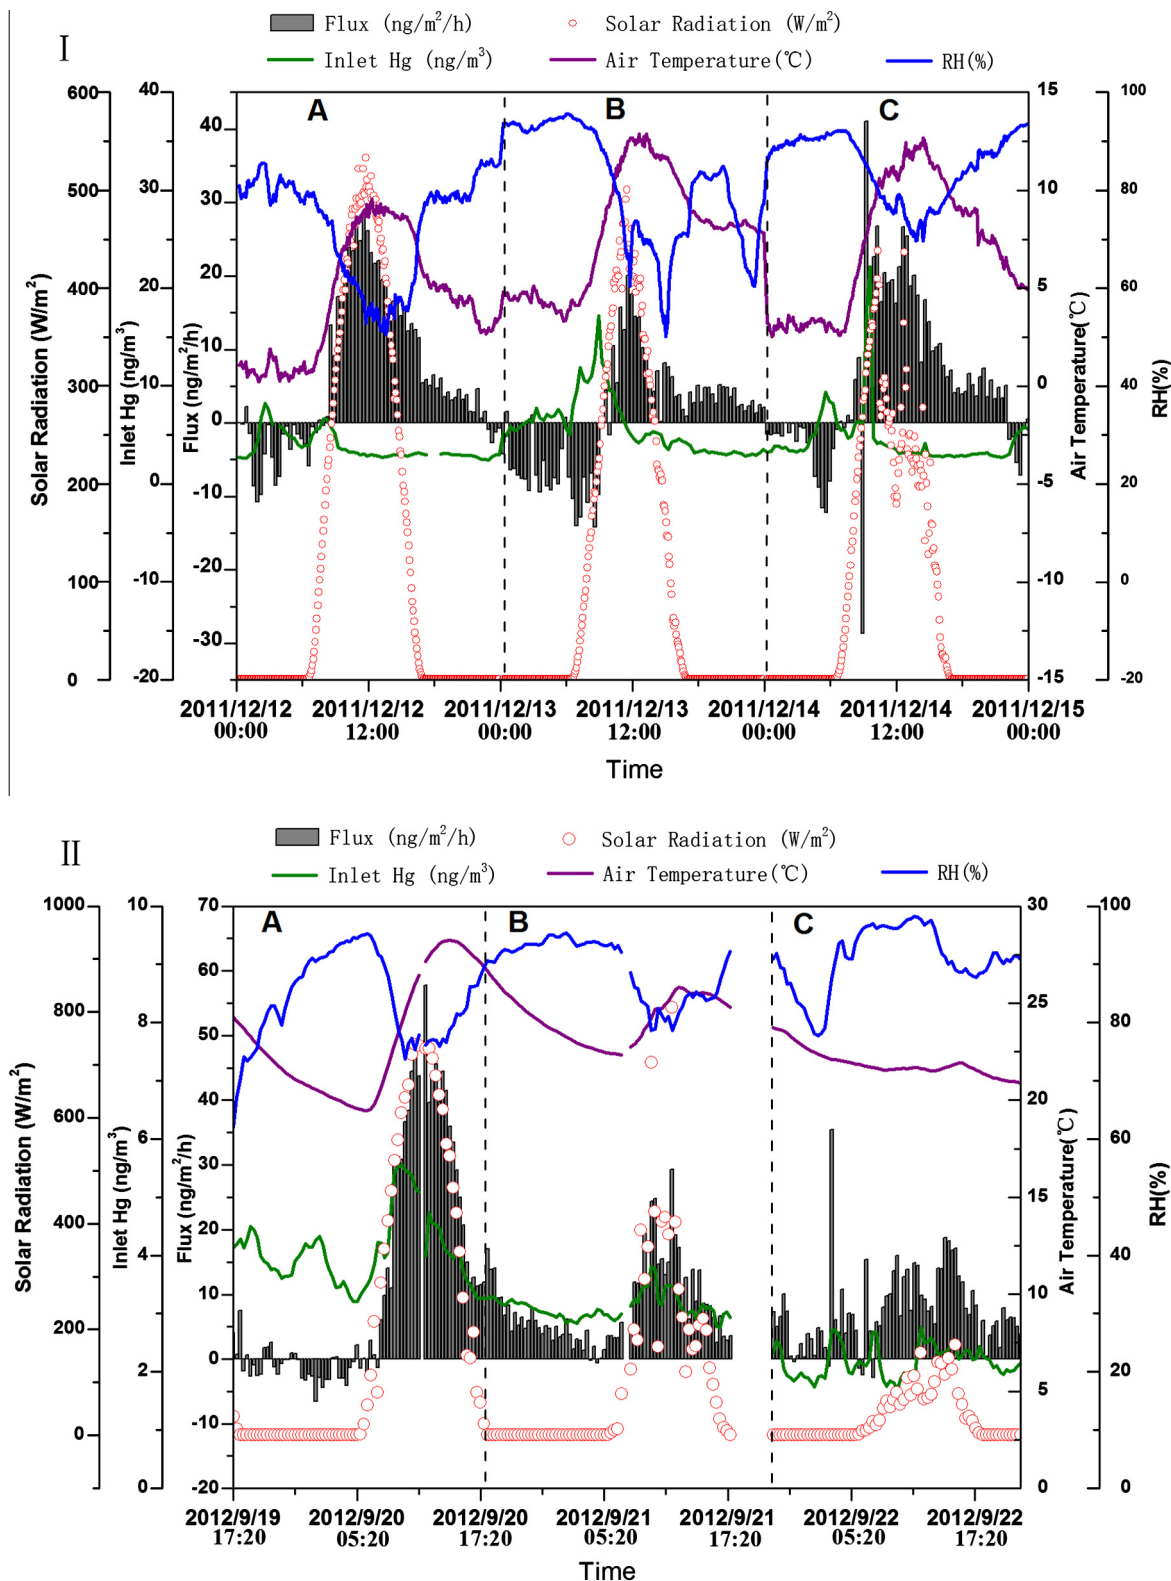 I
Flux (ng/m²/h) Solar Radiation (W/m²)
Inlet Hg (ng/m³) Air Temperature(℃) RH(%)
A B C
Solar Radiation (W/m²)
600
500
400
300
200
100
0
Inlet Hg (ng/m³)
40
30
20
10
0
-10
-20
Flux (ng/m²/h)
40
30
20
10
0
-10
-20
-30
Air Temperature(℃)
15
10
5
0
-5
-10
-15
RH(%)
100
80
60
40
20
0
-20
2011/12/12 2011/12/12 2011/12/13 2011/12/13 2011/12/14 2011/12/14 2011/12/15
00:00 12:00 00:00 12:00 00:00 12:00 00:00
Time
II
Flux (ng/m²/h) Solar Radiation (W/m²)
Inlet Hg (ng/m³) Air Temperature(℃) RH(%)
A B C
Solar Radiation (W/m²)
1000
800
600
400
200
0
Inlet Hg (ng/m³)
10
8
6
4
2
0
Flux (ng/m²/h)
70
60
50
40
30
20
10
0
-10
-20
Air Temperature(℃)
30
25
20
15
10
5
0
RH(%)
100
80
60
40
20
0
2012/9/19 2012/9/20 2012/9/20 2012/9/21 2012/9/21 2012/9/22 2012/9/22
17:20 05:20 17:20 05:20 17:20 05:20 17:20
Time